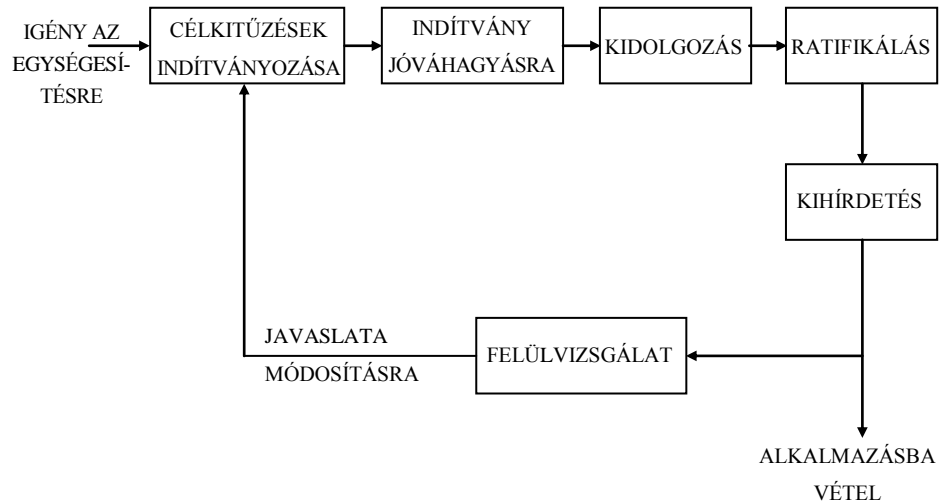 IGÉNY AZ
EGYSÉGESÍ-
TÉSRE
CÉLKITŰZÉSEK
INDÍTVÁNYOZÁSA
INDÍTVÁNY
JÓVÁHAGYÁSRA
KIDOLGOZÁS
RATIFIKÁLÁS
KIHÍRDETÉS
FELÜLVIZSGÁLAT
JAVASLATA
MÓDOSÍTÁSRA
ALKALMAZÁSBA
VÉTEL